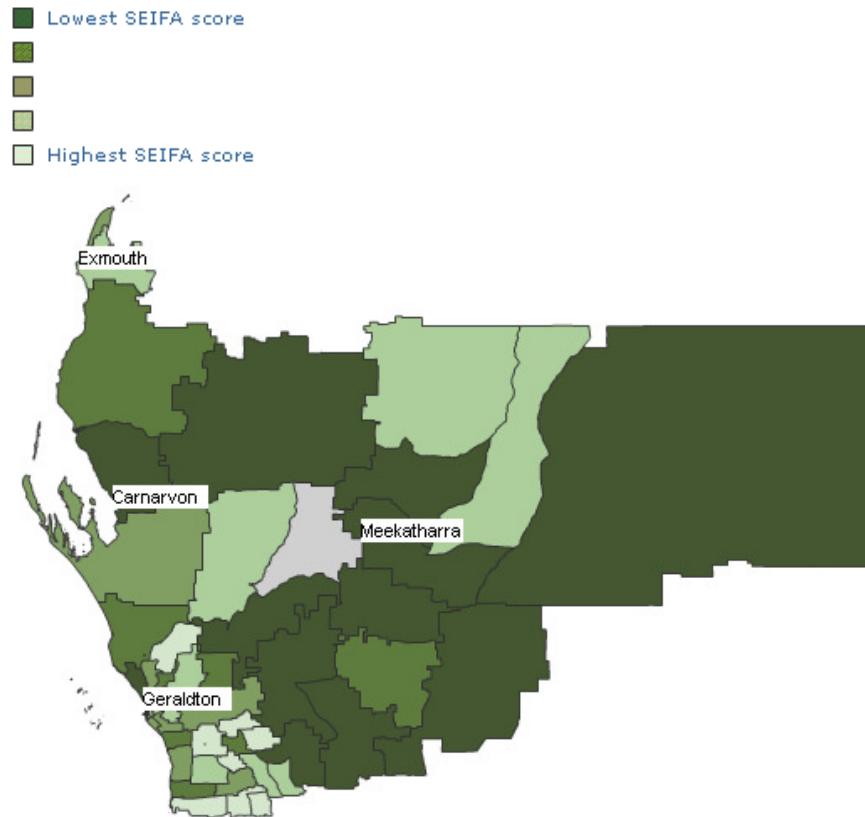 Lowest SEIFA score
Highest SEIFA score
Exmouth
Carnarvon
Meekatharra
Geraldton